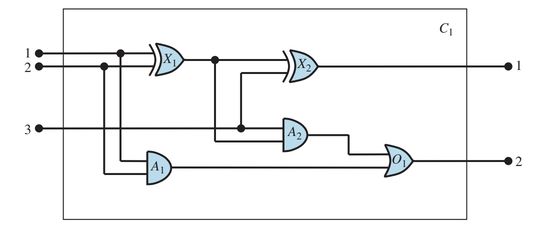 C₁
1
2
X₁
X₂
1
3
A₂
A₁
O₁
2